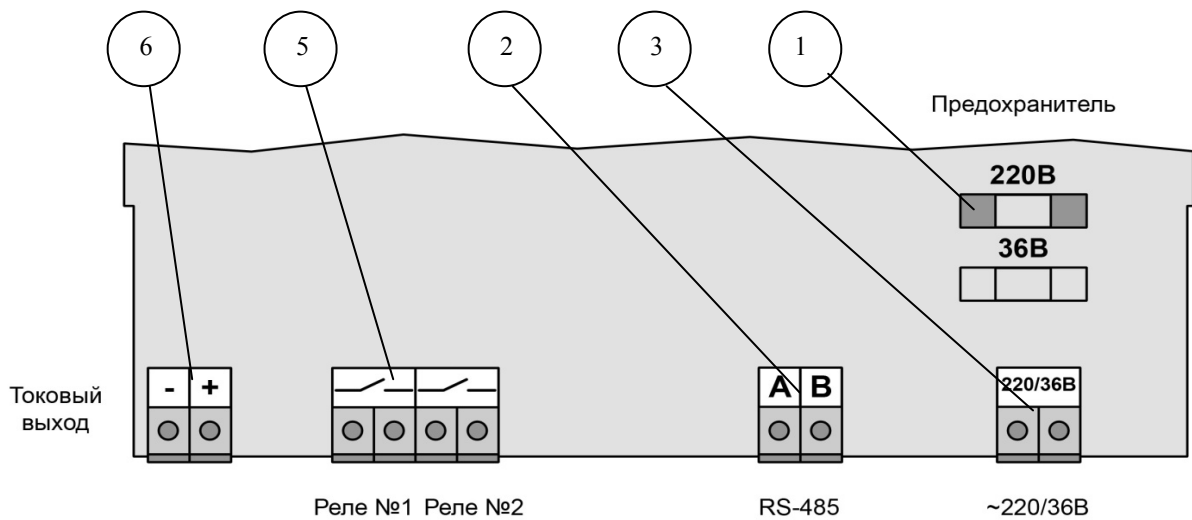 6 5 2 3 1
Предохранитель
220В
36В
- + A B 220/36В
Токовый
выход
Реле №1 Реле №2 RS-485 ~220/36В